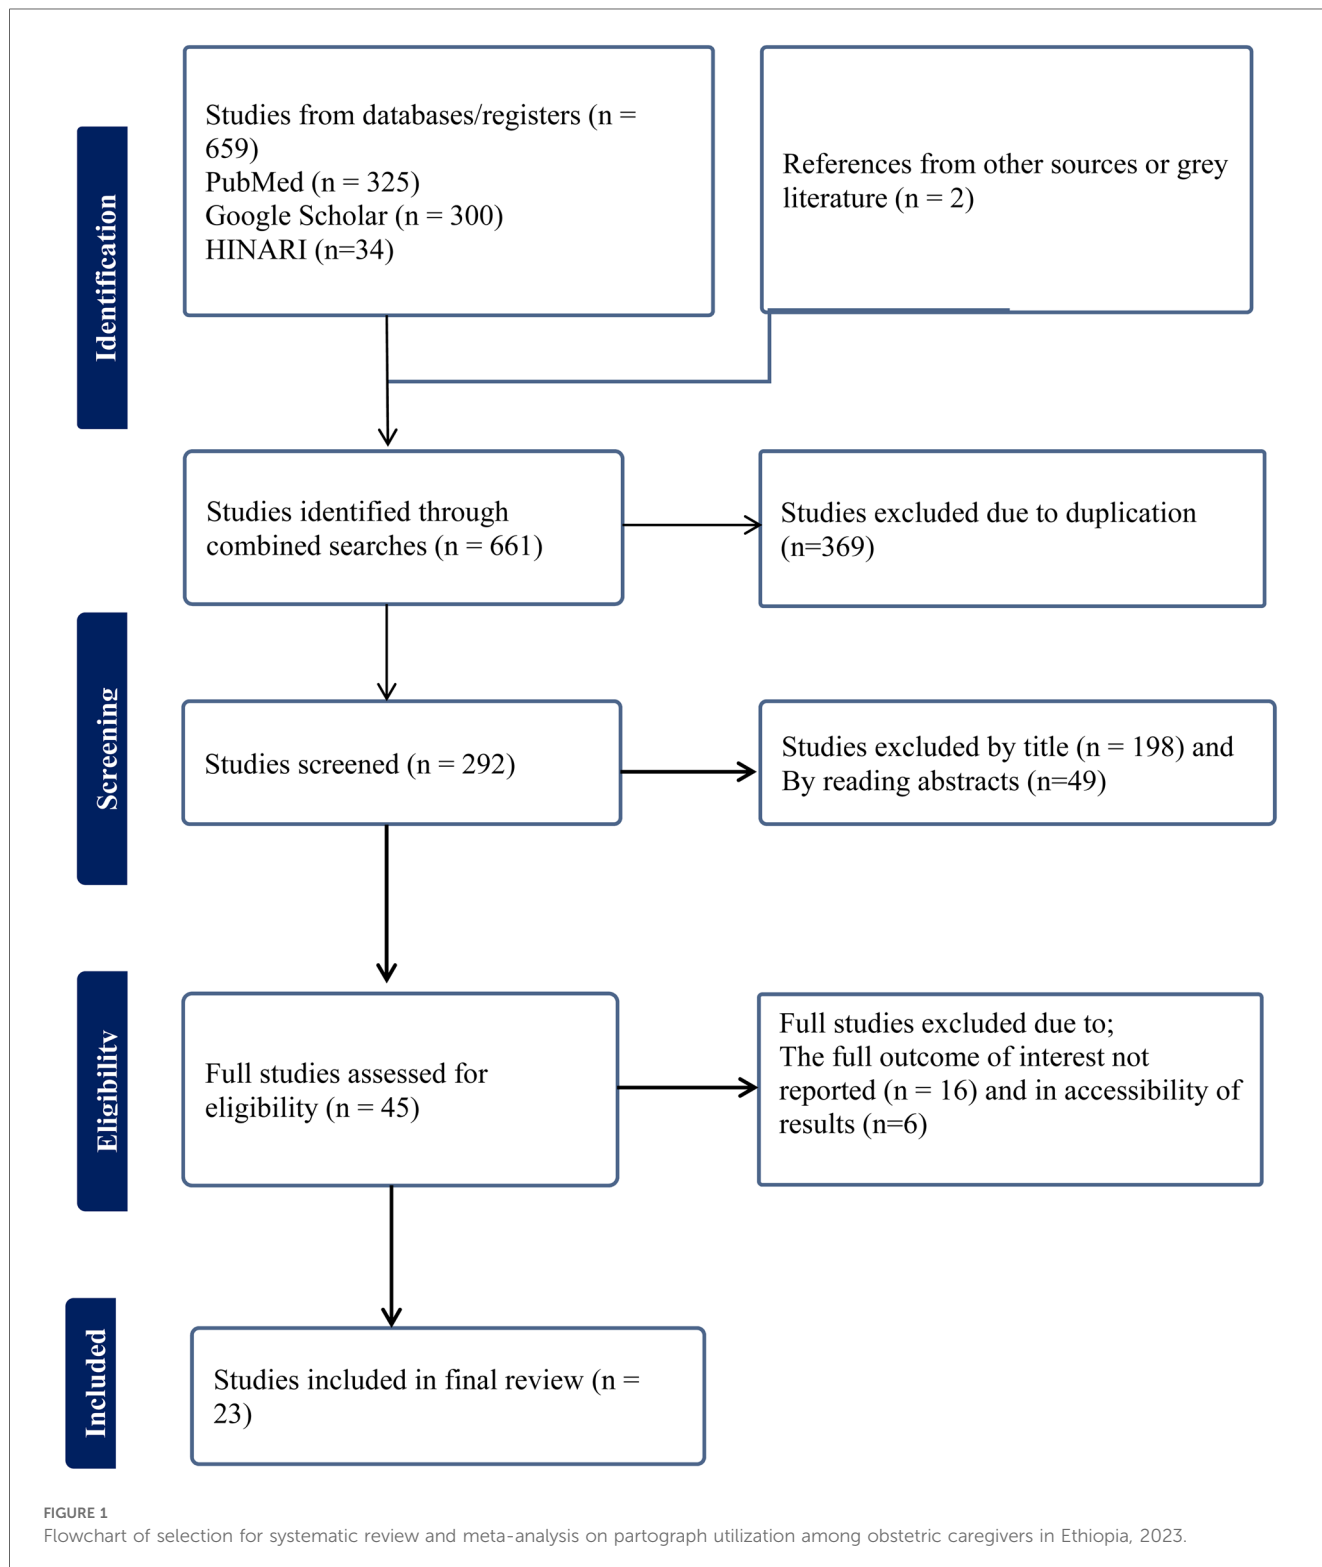 Identification
Studies from databases/registers (n =
659)
PubMed (n = 325)
Google Scholar (n = 300)
HINARI (n=34)
References from other sources or grey
literature (n = 2)
Studies identified through
combined searches (n = 661)
Studies excluded due to duplication
(n=369)
Screening
Studies screened (n = 292)
Studies excluded by title (n = 198) and
By reading abstracts (n=49)
Eligibility
Full studies assessed for
eligibility (n = 45)
Full studies excluded due to;
The full outcome of interest not
reported (n = 16) and in accessibility of
results (n=6)
Included
Studies included in final review (n =
23)
FIGURE 1
Flowchart of selection for systematic review and meta-analysis on partograph utilization among obstetric caregivers in Ethiopia, 2023.